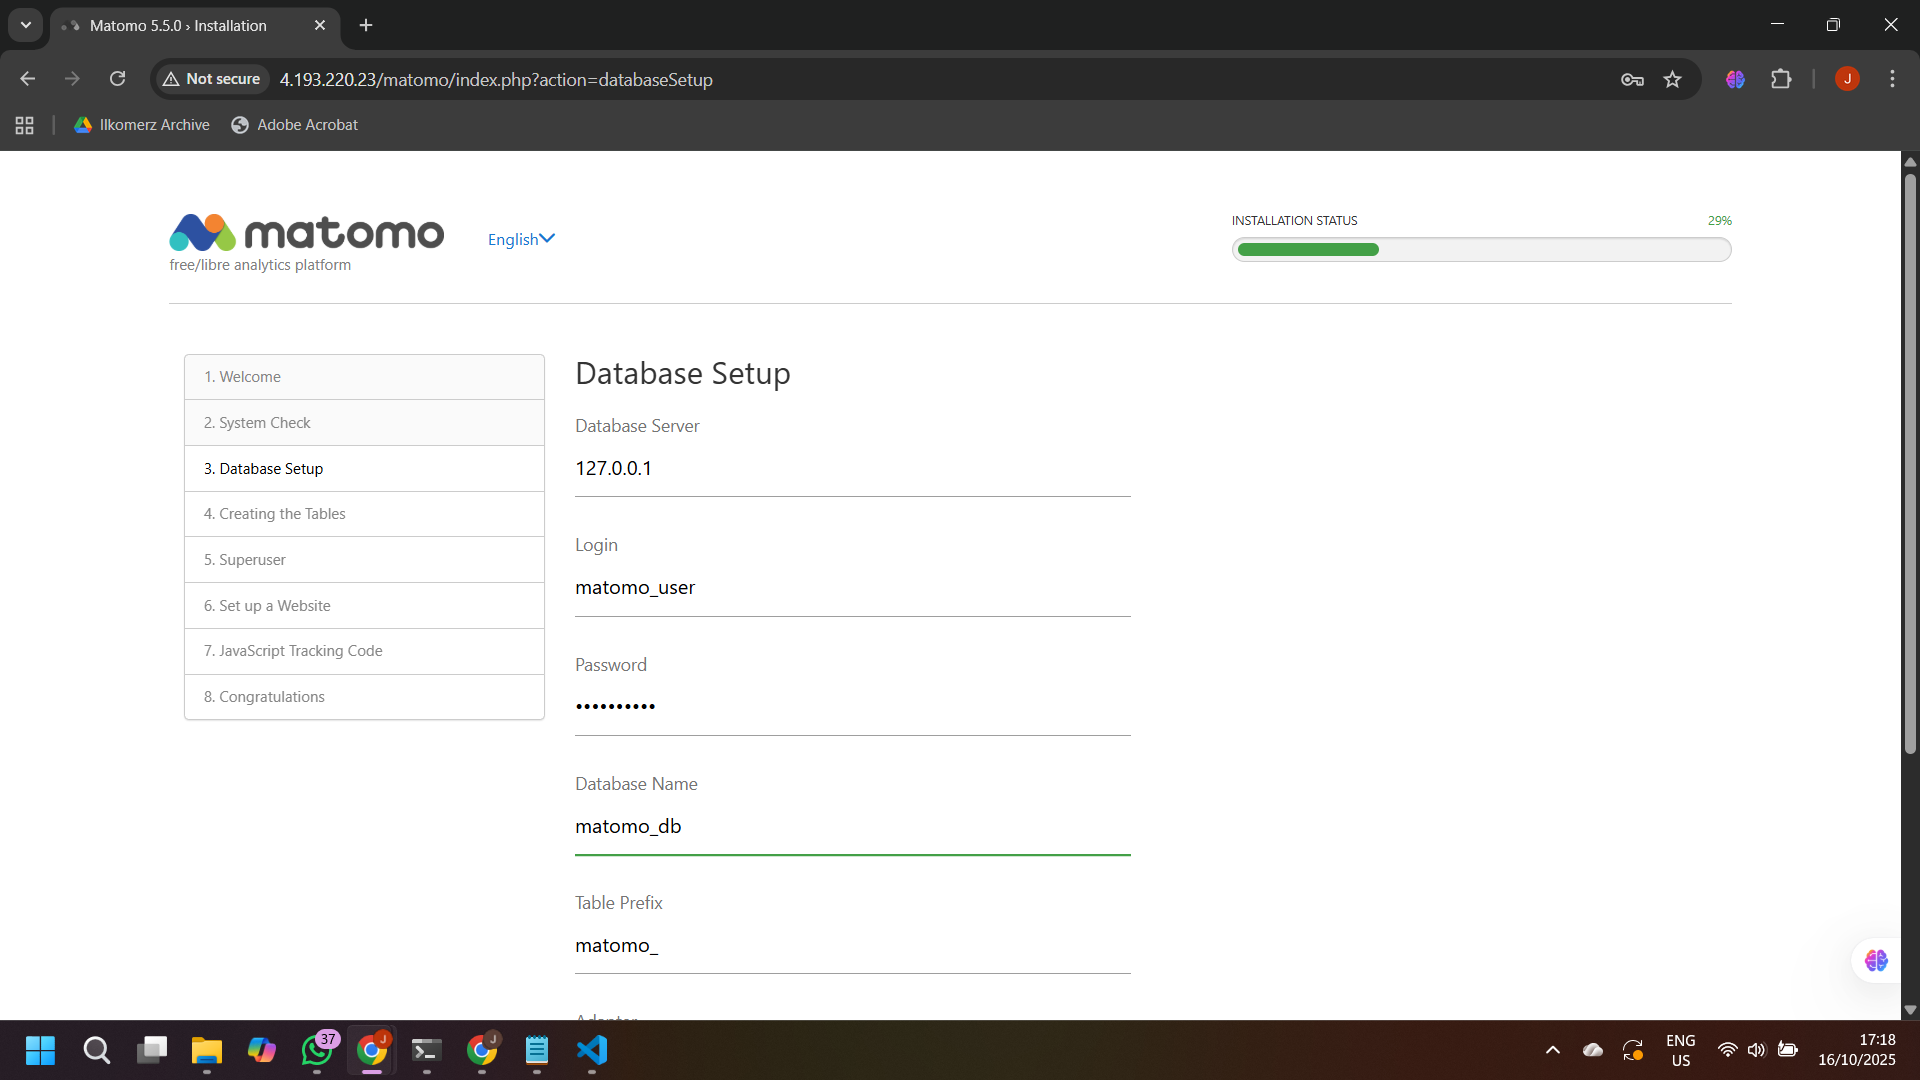 Matomo 5.5.0 › Installation
Not secure
4.193.220.23/matomo/index.php?action=databaseSetup
J
Ilkomerz Archive
Adobe Acrobat
matomo
free/libre analytics platform
English
INSTALLATION STATUS
29%
1. Welcome
2. System Check
3. Database Setup
4. Creating the Tables
5. Superuser
6. Set up a Website
7. JavaScript Tracking Code
8. Congratulations
Database Setup
Database Server
127.0.0.1
Login
matomo_user
Password
••••••••••
Database Name
matomo_db
Table Prefix
matomo_
Adapter
37
J
J
ENG
US
17:18
16/10/2025